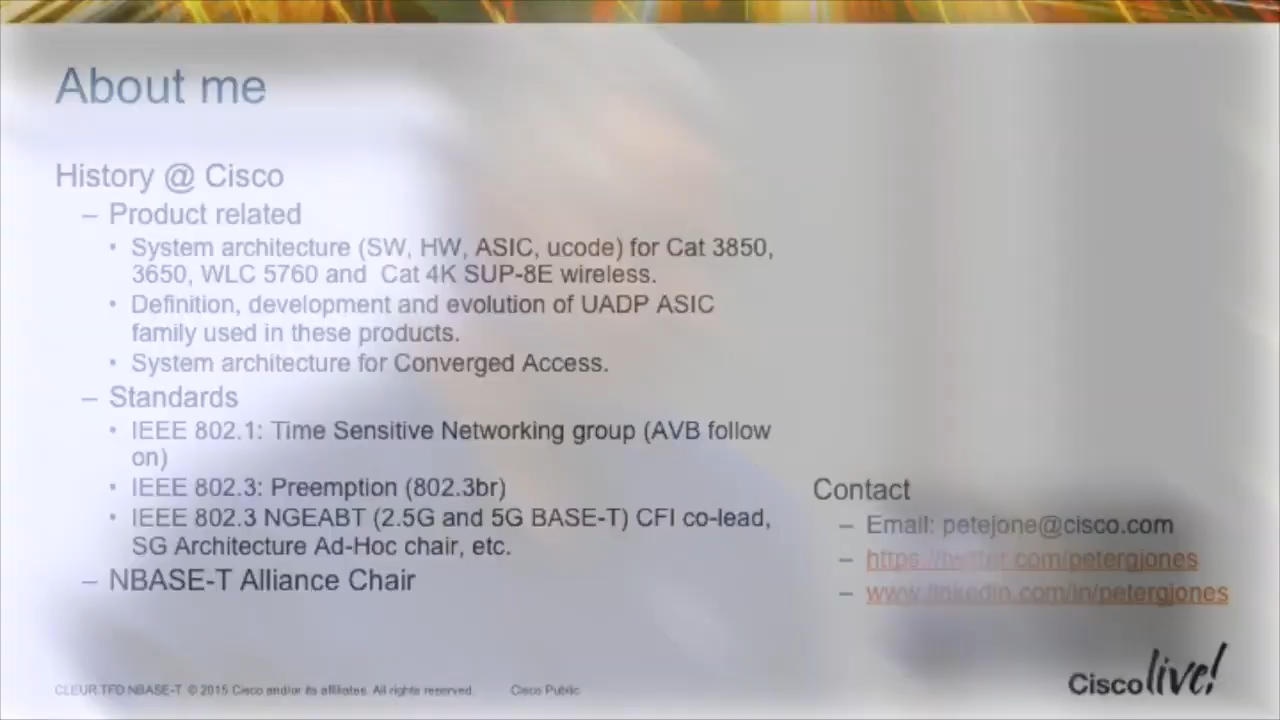 About me
History @ Cisco
– Product related
• System architecture (SW, HW, ASIC, ucode) for Cat 3850,
3650, WLC 5760 and Cat 4K SUP-8E wireless.
• Definition, development and evolution of UADP ASIC
family used in these products.
• System architecture for Converged Access.
– Standards
• IEEE 802.1: Time Sensitive Networking group (AVB follow
on)
• IEEE 802.3: Preemption (802.3br)
• IEEE 802.3 NGEABT (2.5G and 5G BASE-T) CFI co-lead,
SG Architecture Ad-Hoc chair, etc.
– NBASE-T Alliance Chair
Contact
– Email: petejone@cisco.com
– https://twitter.com/petergjones
– www.linkedin.com/in/petergjones
CLEUR.TFD.NBASE-T © 2015 Cisco and/or its affiliates. All rights reserved. Cisco Public
Cisco live!